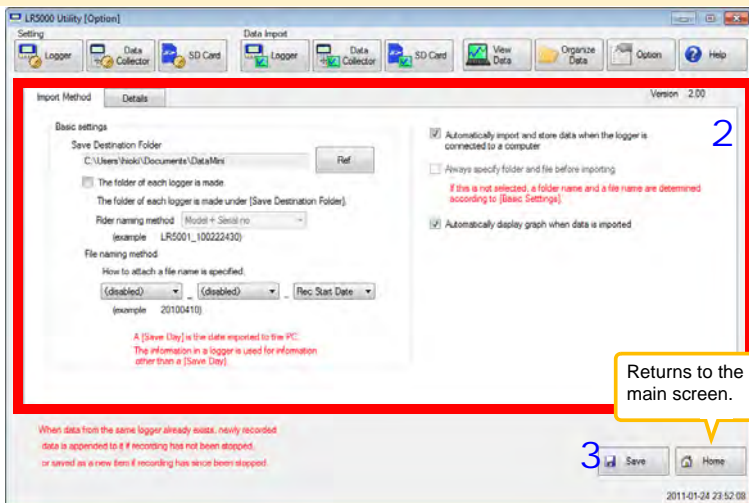 LR5000 Utility [Option]
Setting
Data Import
Logger
Data Collector
SD Card
Logger
Data Collector
SD Card
View Data
Organize Data
Option
Help
Import Method
Details
Version 2.00
2
Basic settings
Save Destination Folder
C:\Users\hioki\Documents\DataMini
Ref
The folder of each logger is made
The folder of each logger is made under [Save Destination Folder].
Flder naming method Model + Serial no
(example LR5001_100222430)
File naming method
How to attach a file name is specified.
(disabled) _ (disabled) _ Rec Start Date
(example 20100410)
A [Save Day] is the date exported to the PC.
The information in a logger is used for information
other than a [Save Day].
Automatically import and store data when the logger is
connected to a computer
Always specify folder and file before importing
If this is not selected, a folder name and a file name are determined
according to [Basic Settings].
Automatically display graph when data is imported
Returns to the
main screen.
When data from the same logger already exists, newly recorded
data is appended to it if recording has not been stopped,
or saved as a new item if recording has since been stopped.
3
Save
Home
2011-01-24 23:52:08